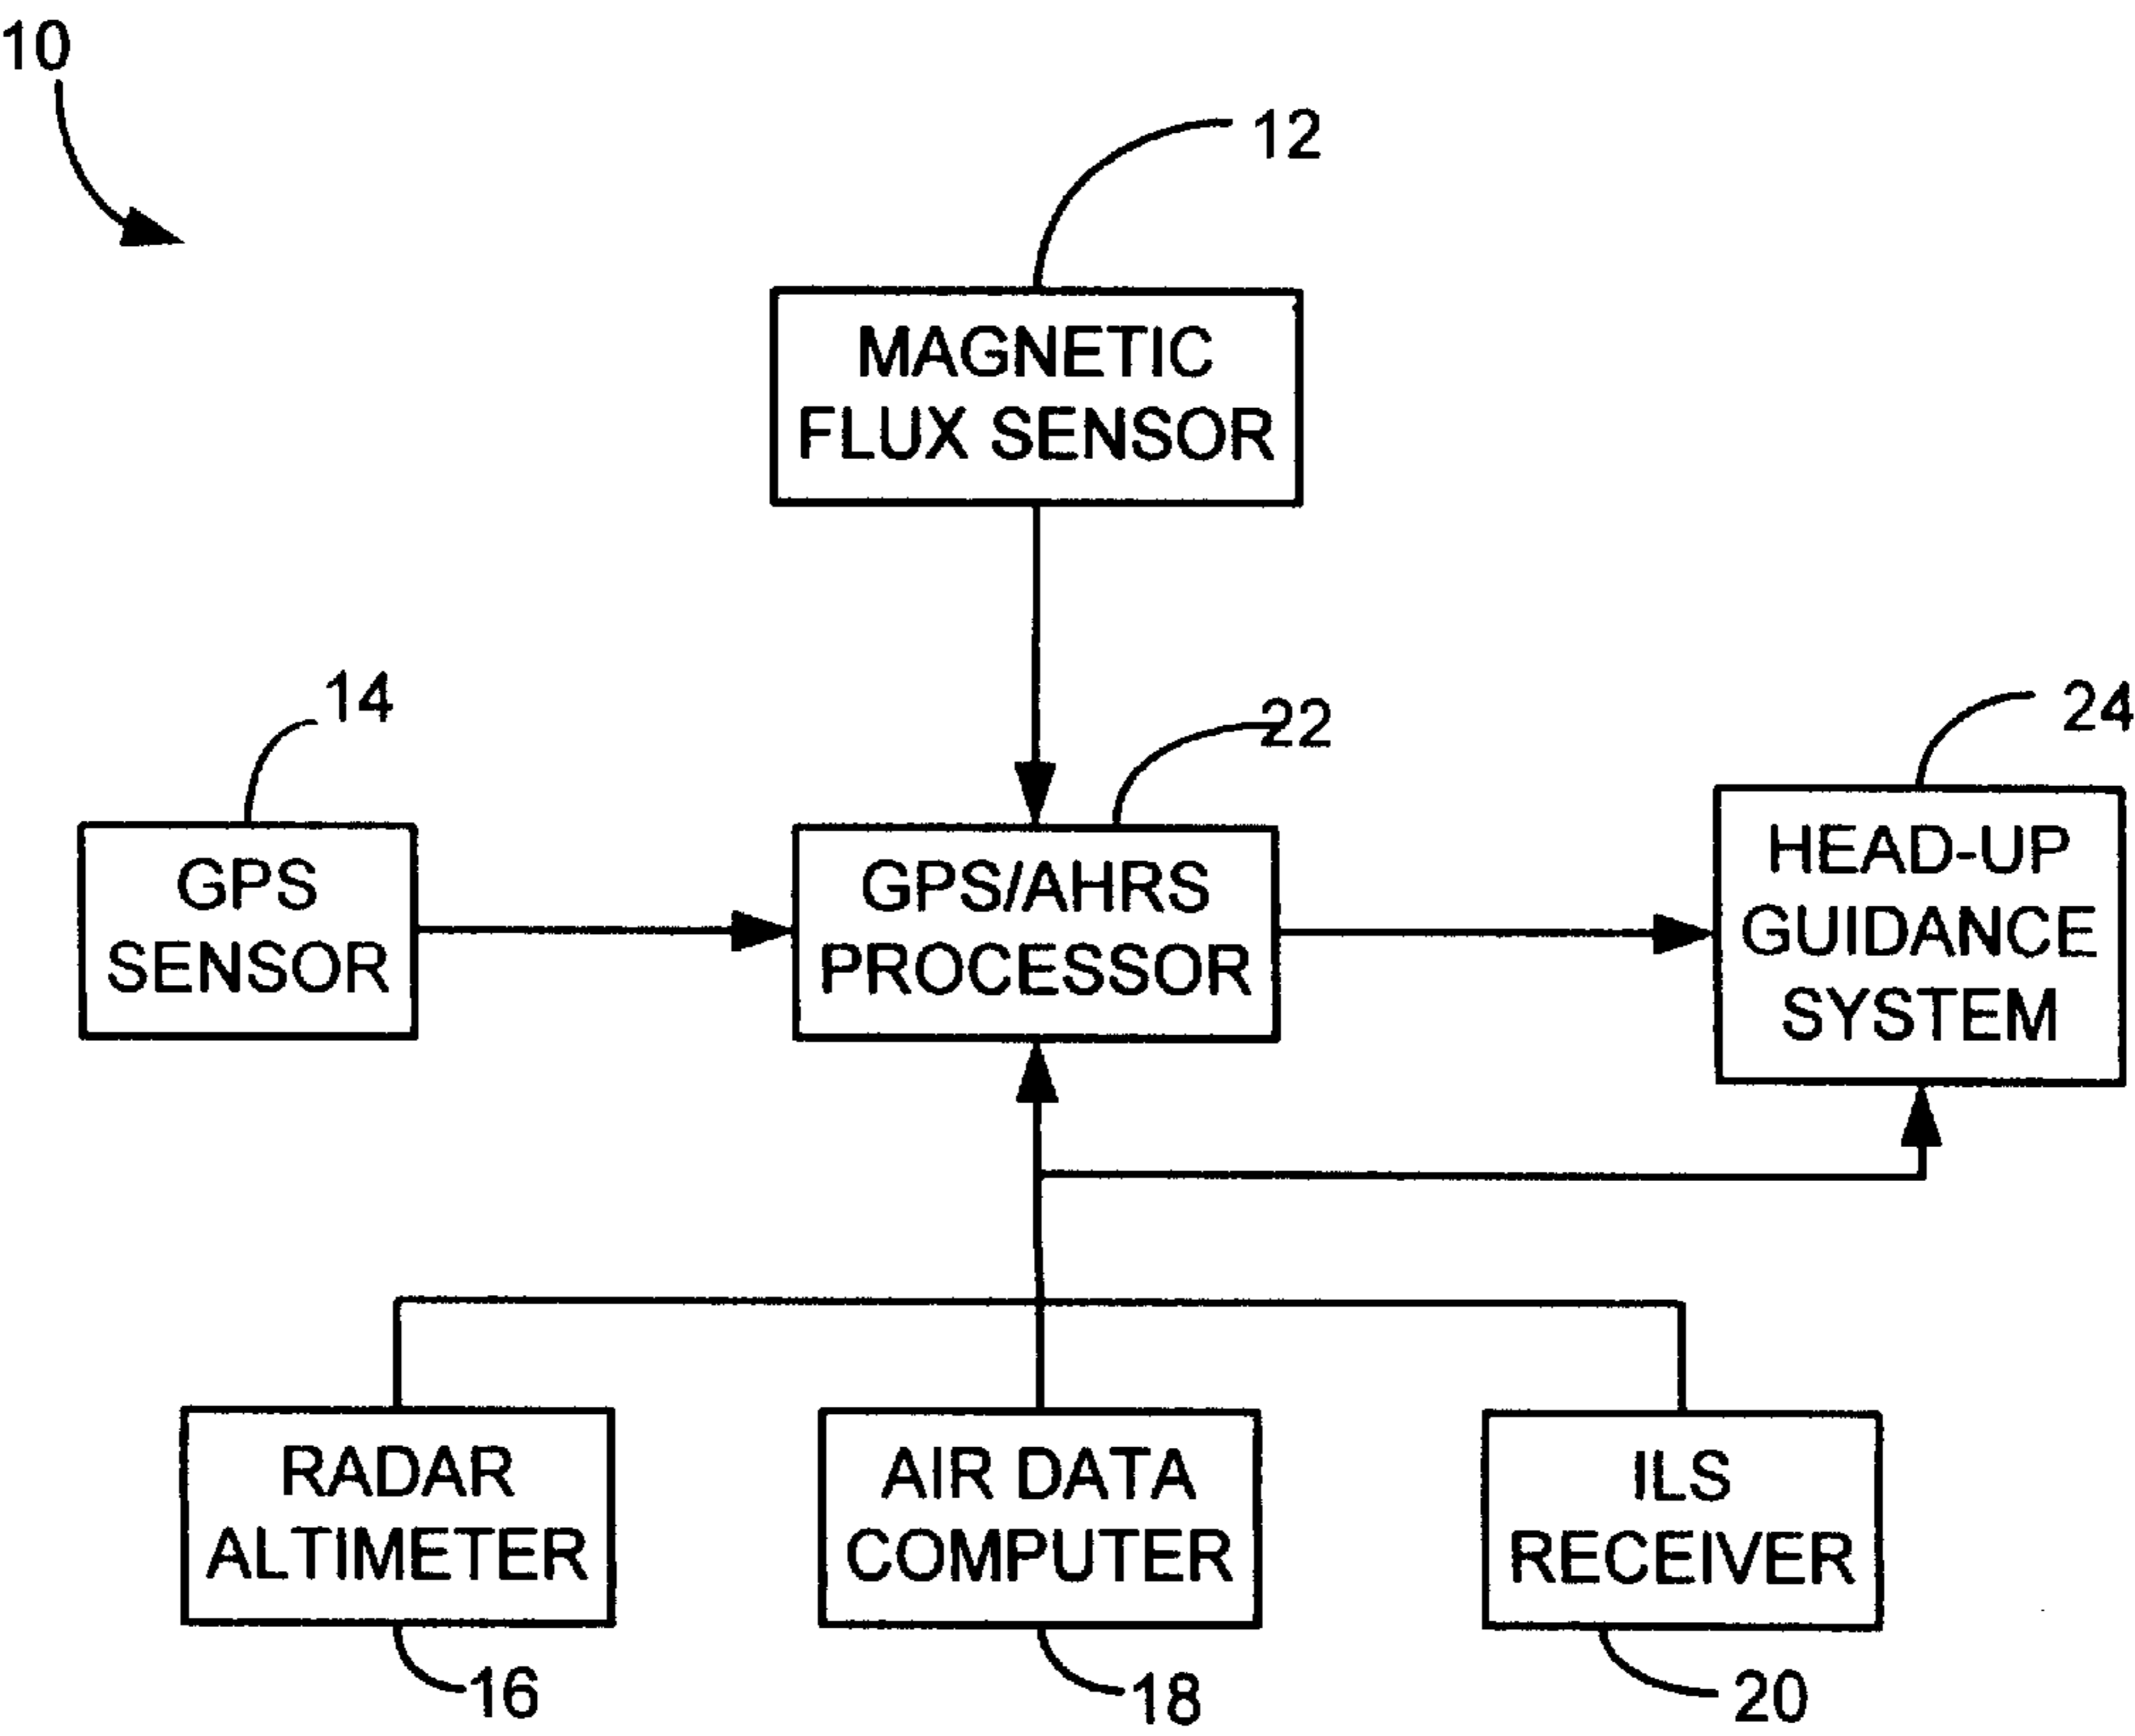 10
12
MAGNETIC
FLUX SENSOR
14
22
24
GPS
SENSOR
GPS/AHRS
PROCESSOR
HEAD-UP
GUIDANCE
SYSTEM
RADAR
ALTIMETER
AIR DATA
COMPUTER
ILS
RECEIVER
16
18
20